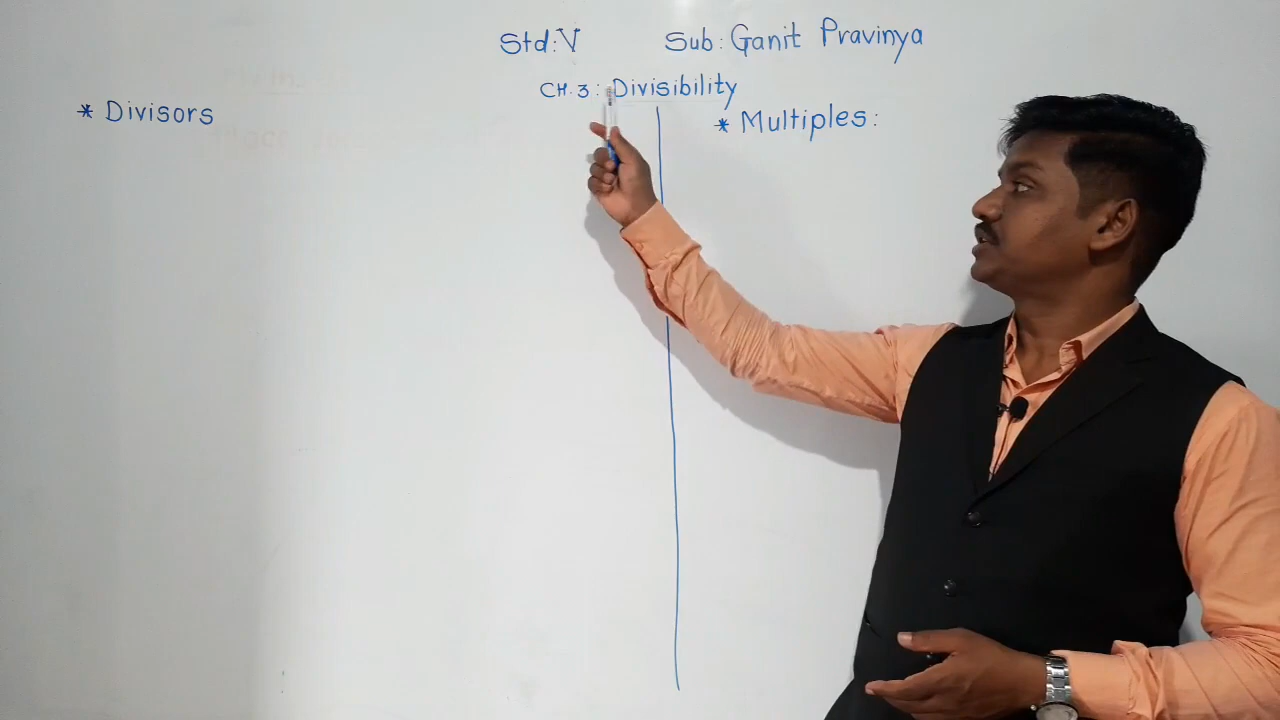 Std: V Sub: Ganit Pravinya
CH. 3: Divisibility
* Divisors
* Multiples: